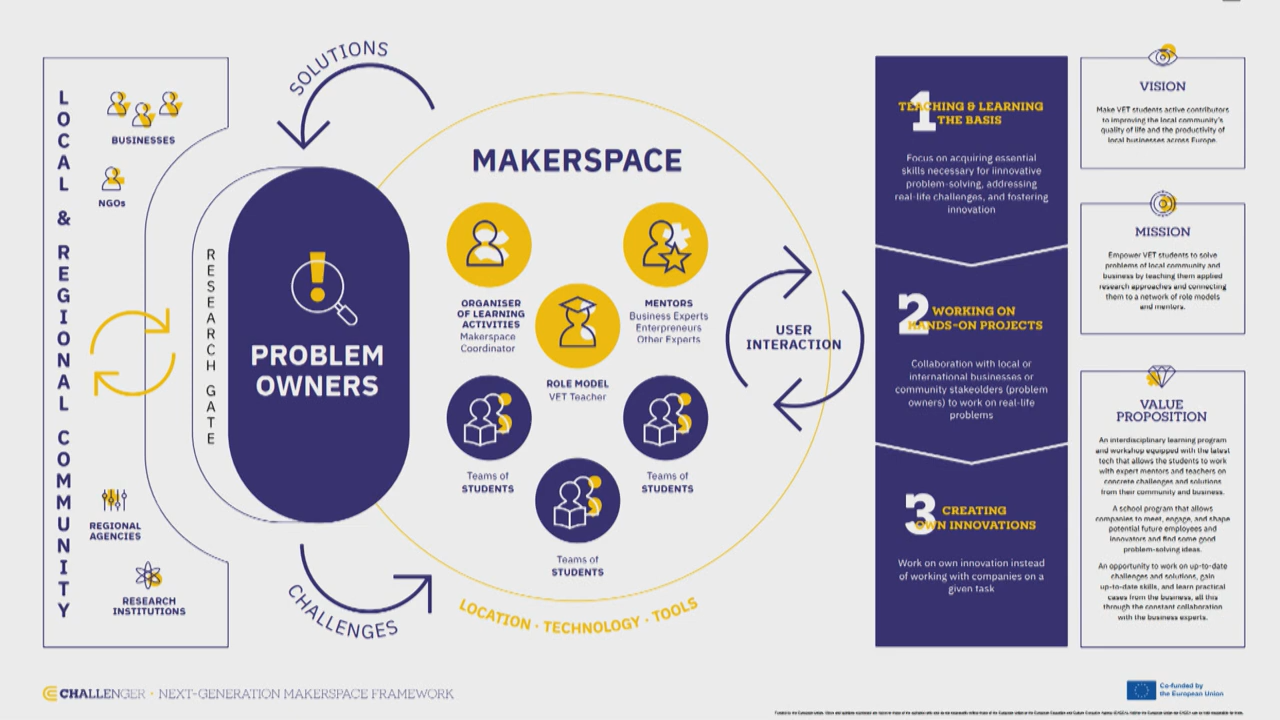 LOCAL & REGIONAL COMMUNITY
BUSINESSES
NGOs
REGIONAL
AGENCIES
RESEARCH
INSTITUTIONS
SOLUTIONS
PROBLEM
OWNERS
CHALLENGES
MAKERSPACE
ORGANISER
OF LEARNING
ACTIVITIES
Makerspace
Coordinator
MENTORS
Business Experts
Enterpreneurs
Other Experts
ROLE MODEL
VET Teacher
Teams of
STUDENTS
Teams of
STUDENTS
Teams of
STUDENTS
LOCATION · TECHNOLOGY · TOOLS
USER
INTERACTION
1
TEACHING & LEARNING
THE BASIS
Focus on acquiring essential
skills necessary for iinnovative
problem-solving, addressing
real-life challenges, and fostering
innovation
2
WORKING ON
HANDS-ON PROJECTS
Collaboration with local or
international businesses or
community stakeolders (problem
owners) to work on real-life
problems
3
CREATING
OWN INNOVATIONS
Work on own innovation instead
of working with companies on a
given task
VISION
Make VET students active contributors
to improving the local community's
quality of life and the productivity of
local businesses across Europe.
MISSION
Empower VET students to solve
problems of local community and
business by teaching them applied
research approaches and connecting
them to a network of role models
and mentors.
VALUE
PROPOSITION
An interdisciplinary learning program
and workshop equipped with the latest
tech that allows the students to work
with expert mentors and teachers on
concrete challenges and solutions
from their community and business.
A school program that allows
companies to meet, engage, and shape
potential future employees and
innovators and find some good
problem-solving ideas.
An opportunity to work on up-to-date
challenges and solutions, gain
up-to-date skills, and learn practical
cases from the business, all this
through the constant collaboration
with the business experts.
CHALLENGER · NEXT-GENERATION MAKERSPACE FRAMEWORK
Co-funded by
the European Union